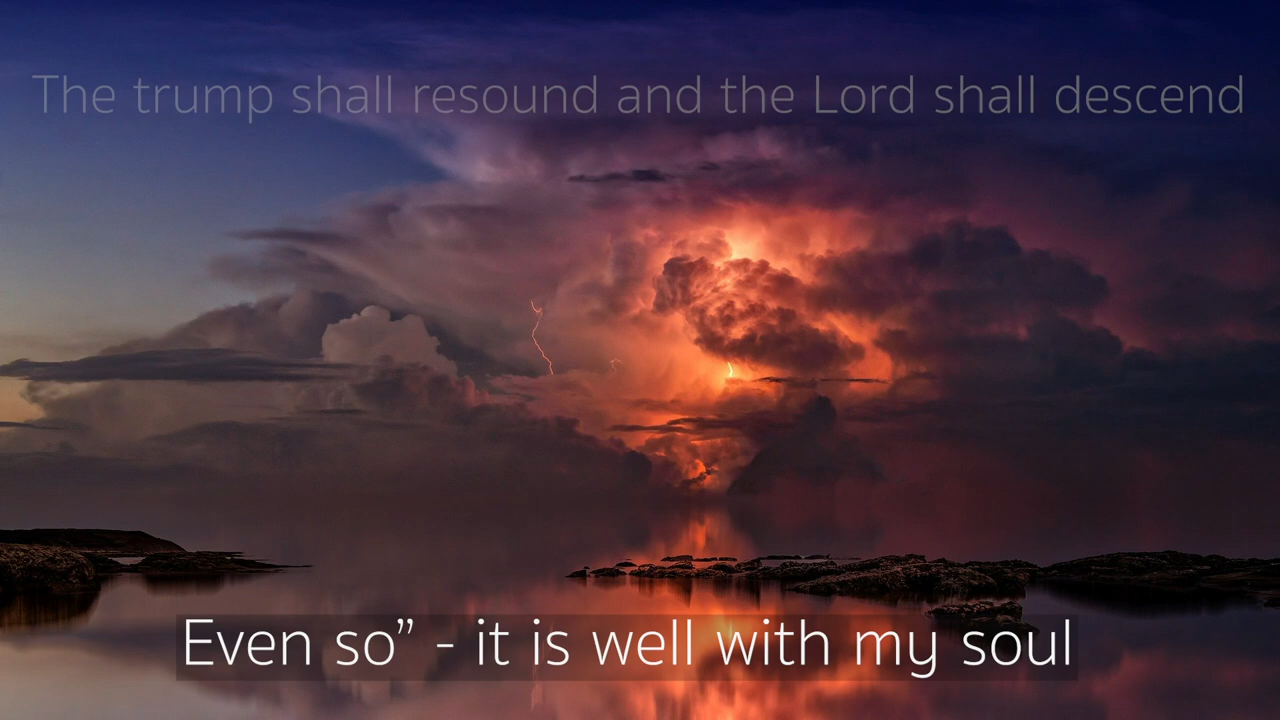 The trump shall resound and the Lord shall descend
Even so” - it is well with my soul